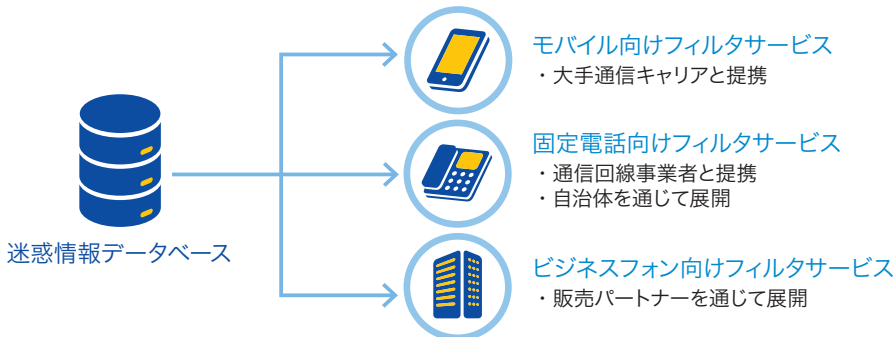 モバイル向けフィルタサービス
・大手通信キャリアと提携
固定電話向けフィルタサービス
・通信回線事業者と提携
・自治体を通じて展開
迷惑情報データベース
ビジネスフォン向けフィルタサービス
・販売パートナーを通じて展開